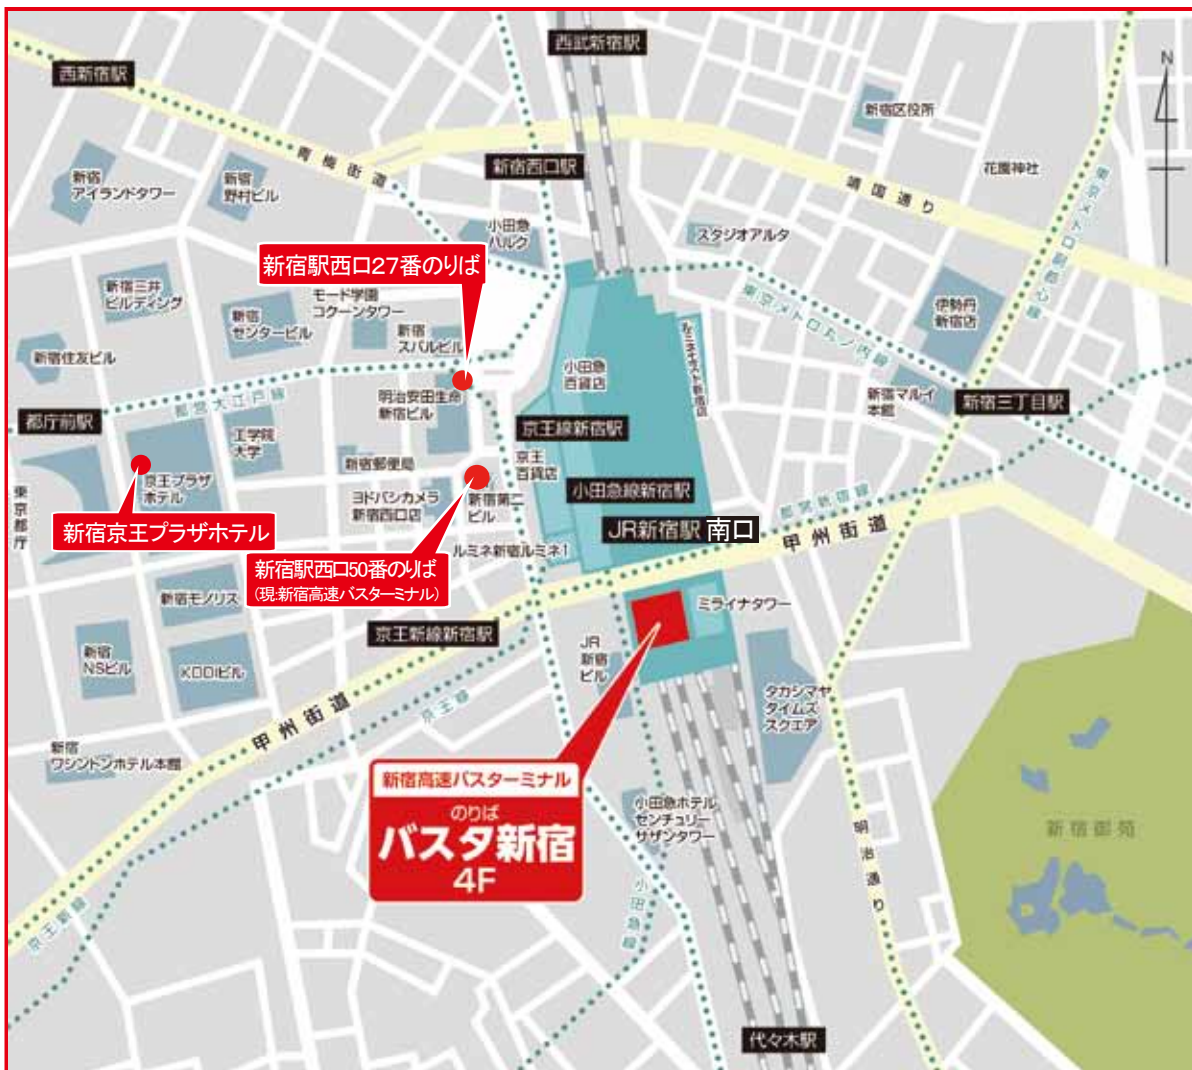 西武新宿駅
西新宿駅
N
新宿区役所
青梅街道
新宿西口駅
花園神社
新宿
アイランドタワー
新宿
野村ビル
靖国通り
東京メトロ副都心線
小田急
ハルク
スタジオアルタ
新宿駅西口27番のりば
新宿三井
ビルディング
モード学園
コクーンタワー
新宿
センタービル
新宿
スバルビル
東京メトロ丸ノ内線
伊勢丹
新宿店
ルミネエスト新宿店
新宿住友ビル
小田急
百貨店
明治安田生命
新宿ビル
新宿マルイ
本館
新宿三丁目駅
都営大江戸線
都庁前駅
京王線新宿駅
工学院
大学
新宿郵便局
京王
百貨店
京王プラザ
ホテル
小田急線新宿駅
東京都庁
ヨドバシカメラ
新宿西口店
新宿第二
ビル
都営新宿線
新宿京王プラザホテル
JR新宿駅 南口
甲州街道
ルミネ新宿ルミネ1
新宿駅西口50番のりば
(現:新宿高速バスターミナル)
新宿モノリス
ミライナタワー
京王新線新宿駅
JR
新宿
ビル
新宿
NSビル
KDDIビル
タカシマヤ
タイムズ
スクエア
京王線
甲州街道
新宿
ワシントンホテル本館
新宿高速バスターミナル
のりば
バスタ新宿
4F
小田急ホテル
センチュリー
サザンタワー
明治通り
新宿御苑
小田急線
京王新線
代々木駅